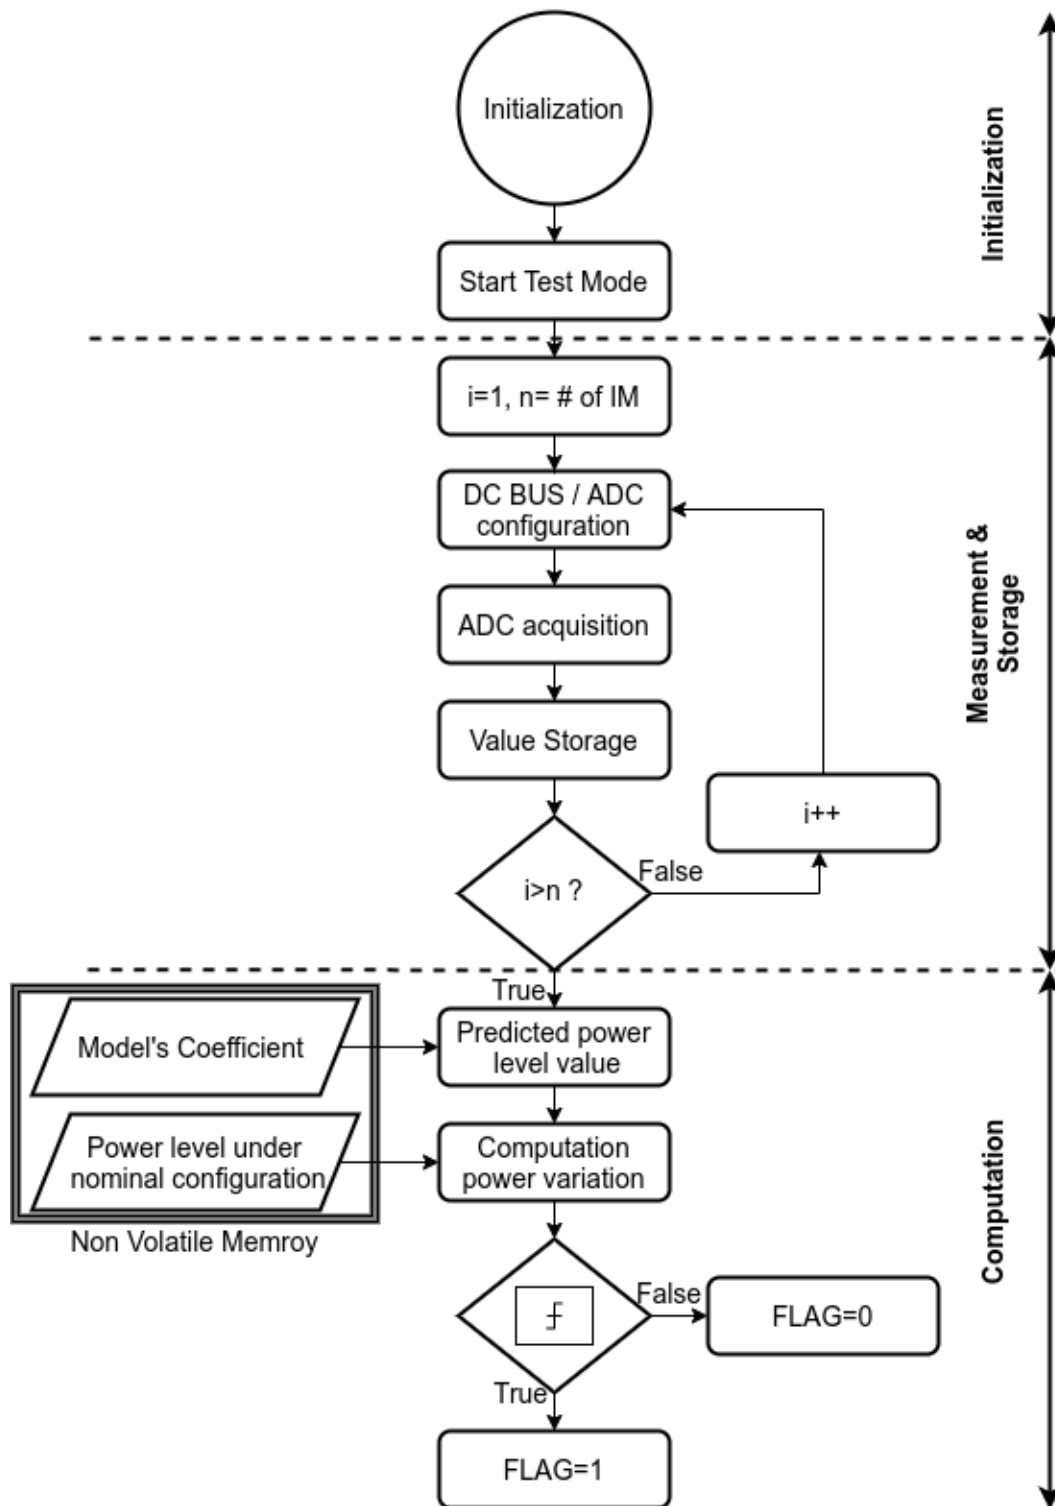 Initialization
Initialization
Start Test Mode
i=1, n= # of IM
DC BUS / ADC
configuration
ADC acquisition
Value Storage
i++
i>n ?
False
Measurement &
Storage
True
Model's Coefficient
Predicted power
level value
Power level under
nominal configuration
Computation
power variation
Non Volatile Memroy
False
FLAG=0
True
FLAG=1
Computation